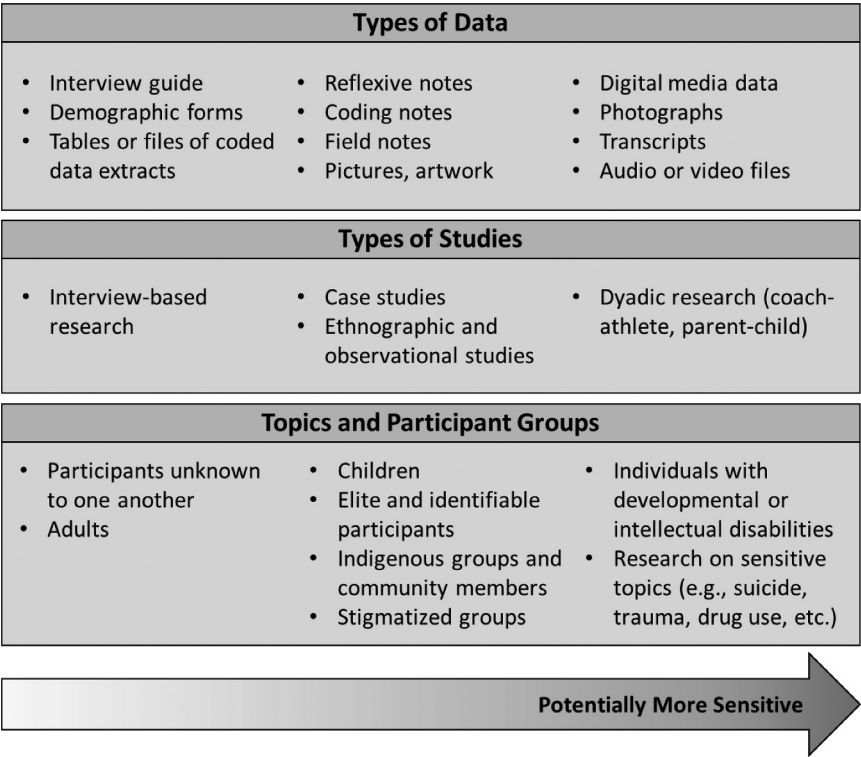 Types of Data
• Interview guide
• Demographic forms
• Tables or files of coded
data extracts
• Reflexive notes
• Coding notes
• Field notes
• Pictures, artwork
• Digital media data
• Photographs
• Transcripts
• Audio or video files
Types of Studies
• Interview-based
research
• Case studies
• Ethnographic and
observational studies
• Dyadic research (coach-
athlete, parent-child)
Topics and Participant Groups
• Participants unknown
to one another
• Adults
• Children
• Elite and identifiable
participants
• Indigenous groups and
community members
• Stigmatized groups
• Individuals with
developmental or
intellectual disabilities
• Research on sensitive
topics (e.g., suicide,
trauma, drug use, etc.)
Potentially More Sensitive